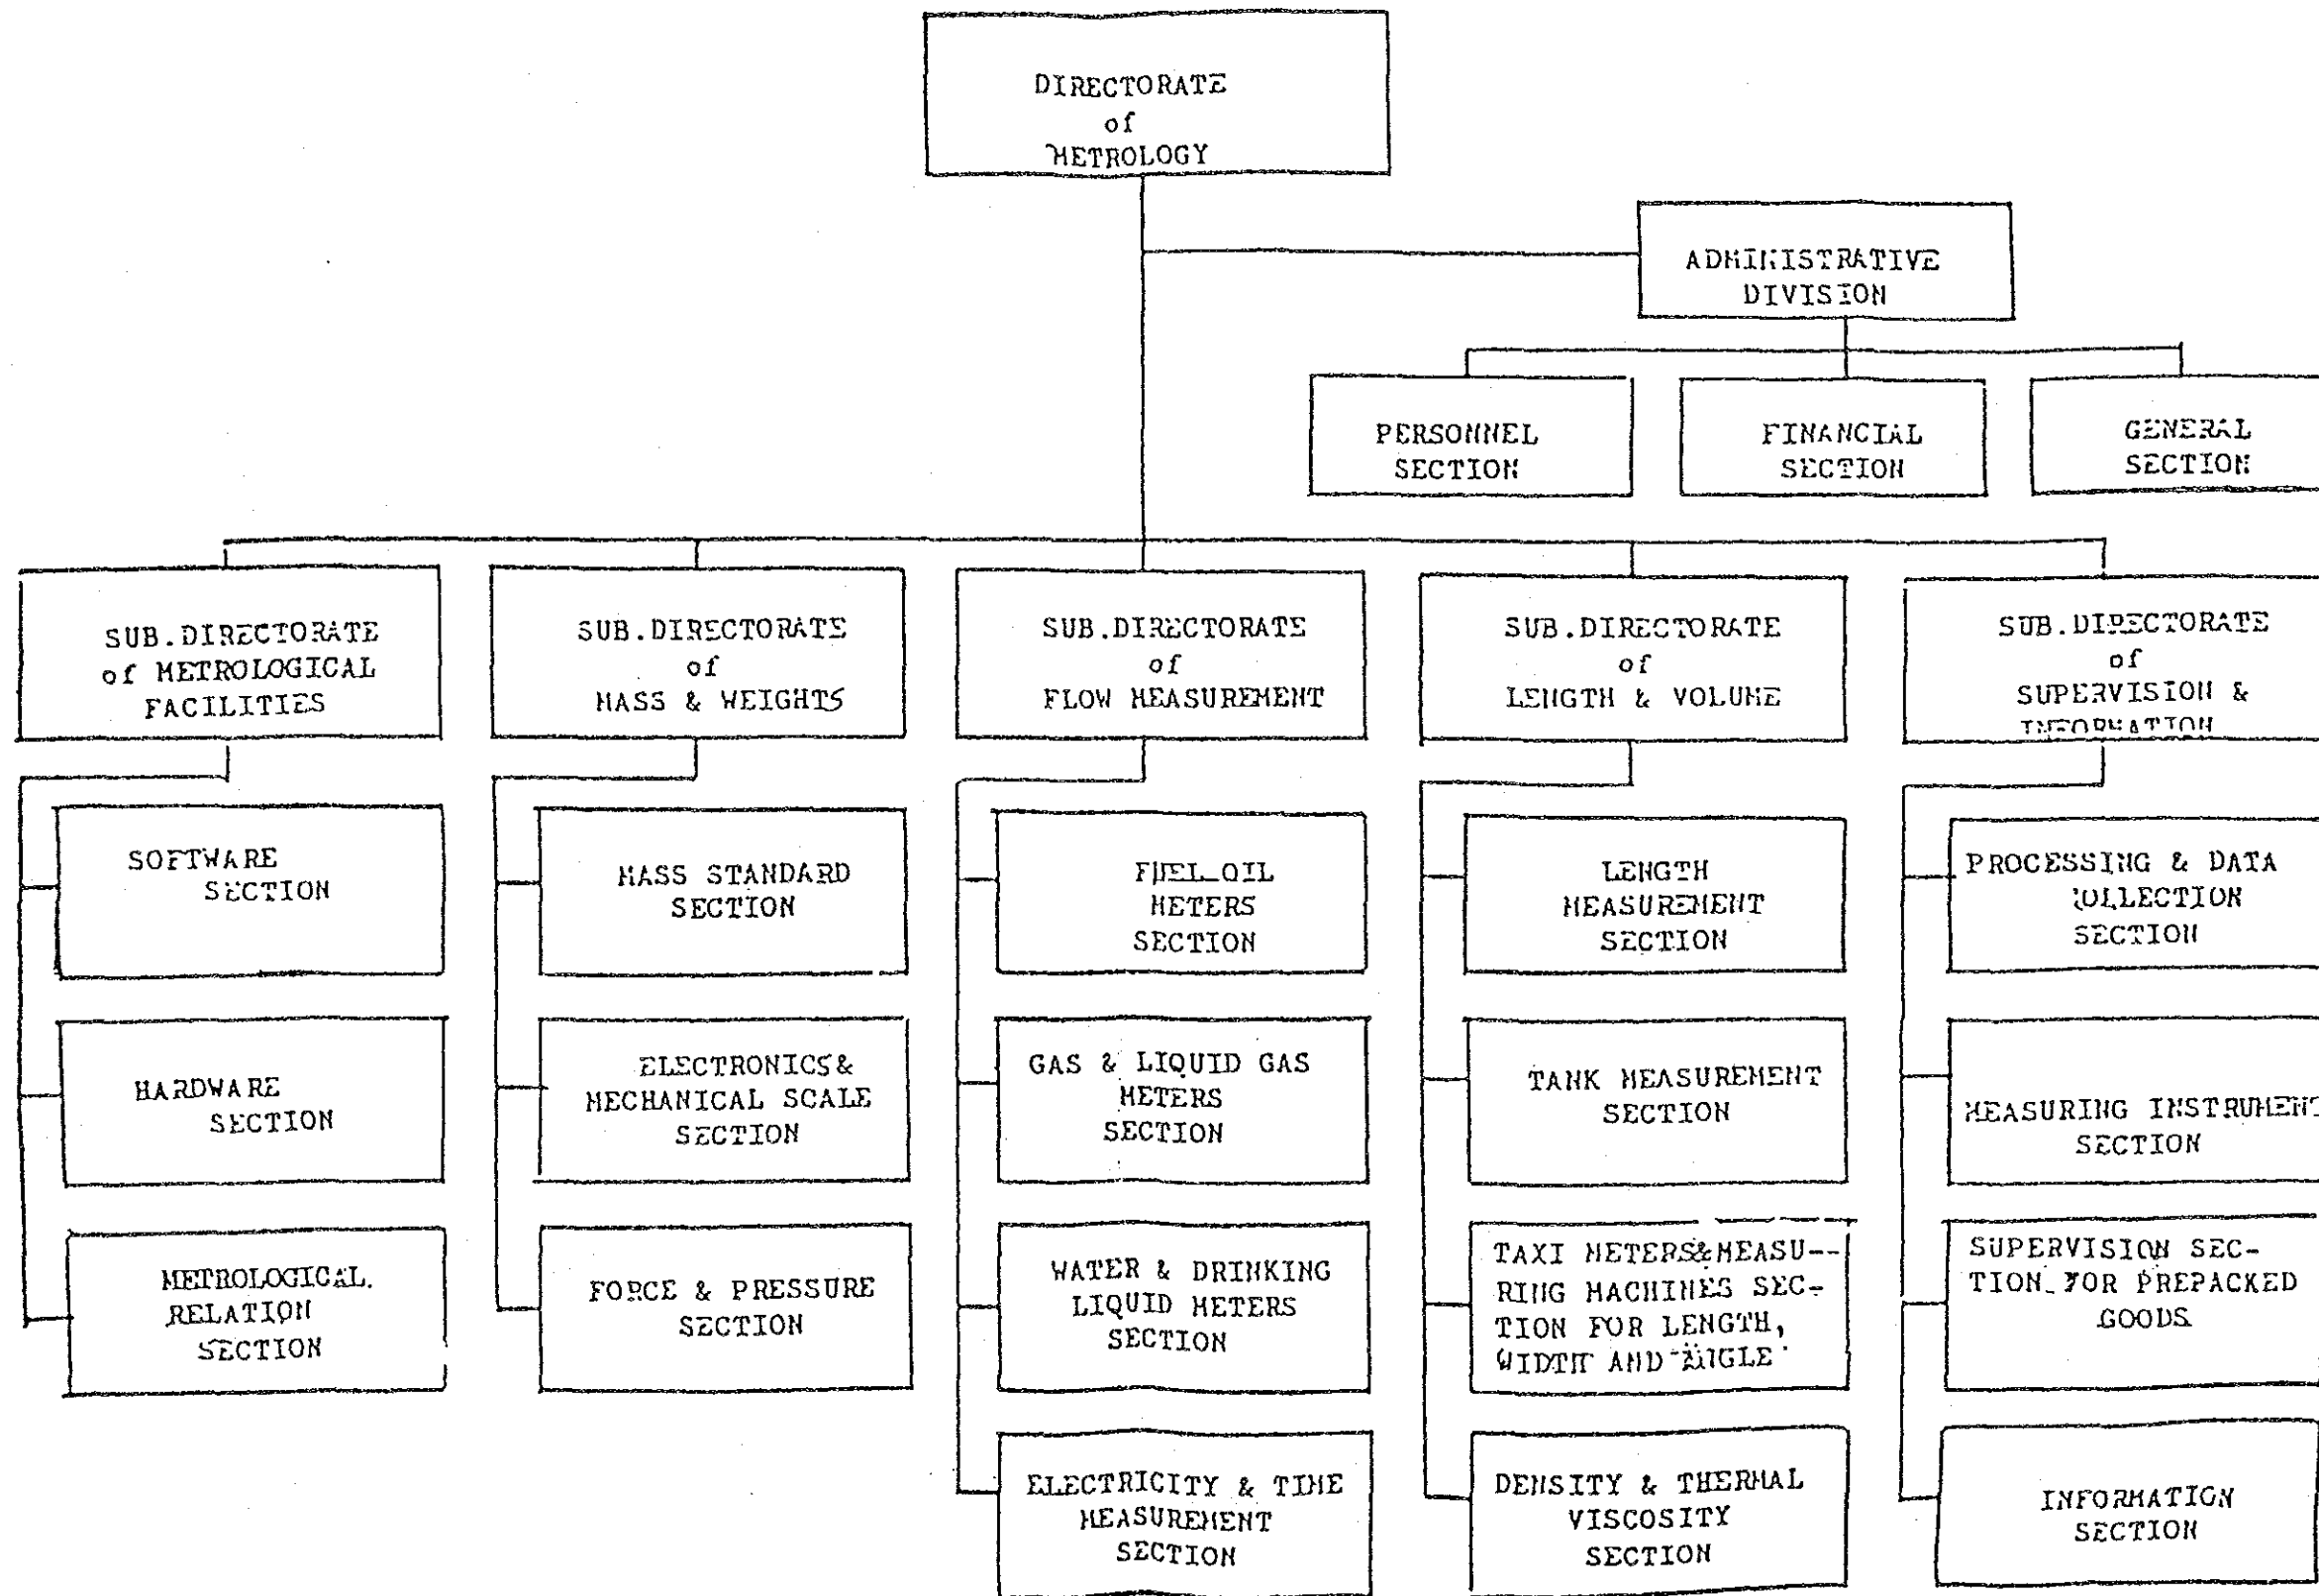 DIRECTORATE
of
METROLOGY
ADMINISTRATIVE
DIVISION
PERSONNEL
SECTION
FINANCIAL
SECTION
GENERAL
SECTION
SUB.DIRECTORATE
of METROLOGICAL
FACILITIES
SUB.DIRECTORATE
of
MASS & WEIGHTS
SUB.DIRECTORATE
of
FLOW MEASUREMENT
SUB.DIRECTORATE
of
LENGTH & VOLUME
SUB.DIRECTORATE
of
SUPERVISION &
INFORMATION
SOFTWARE
SECTION
HARDWARE
SECTION
METROLOGICAL.
RELATION
SECTION
MASS STANDARD
SECTION
ELECTRONICS&
MECHANICAL SCALE
SECTION
FORCE & PRESSURE
SECTION
FUEL OIL
METERS
SECTION
GAS & LIQUID GAS
METERS
SECTION
WATER & DRINKING
LIQUID METERS
SECTION
ELECTRICITY & TIME
MEASUREMENT
SECTION
LENGTH
MEASUREMENT
SECTION
TANK MEASUREMENT
SECTION
TAXI METERS&MEASU--
RING MACHINES SEC-
TION FOR LENGTH,
WIDTH AND ANGLE
DENSITY & THERMAL
VISCOSITY
SECTION
PROCESSING & DATA
COLLECTION
SECTION
MEASURING INSTRUMENT
SECTION
SUPERVISION SEC-
TION FOR PREPACKED
GOODS
INFORMATION
SECTION